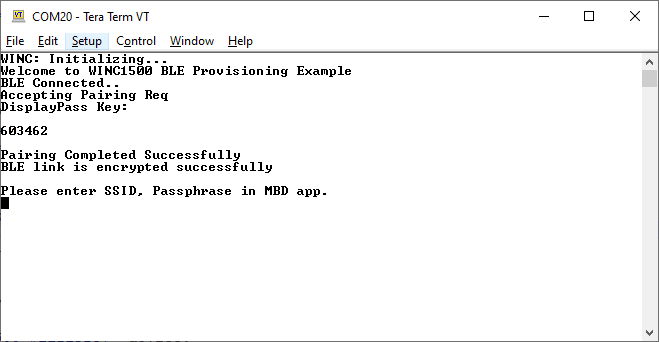 COM20 - Tera Term VT
File Edit Setup Control Window Help
WINC: Initializing...
Welcome to WINC1500 BLE Provisioning Example
BLE Connected..
Accepting Pairing Req
DisplayPass Key:
603462
Pairing Completed Successfully
BLE link is encrypted successfully
Please enter SSID, Passphrase in MBD app.